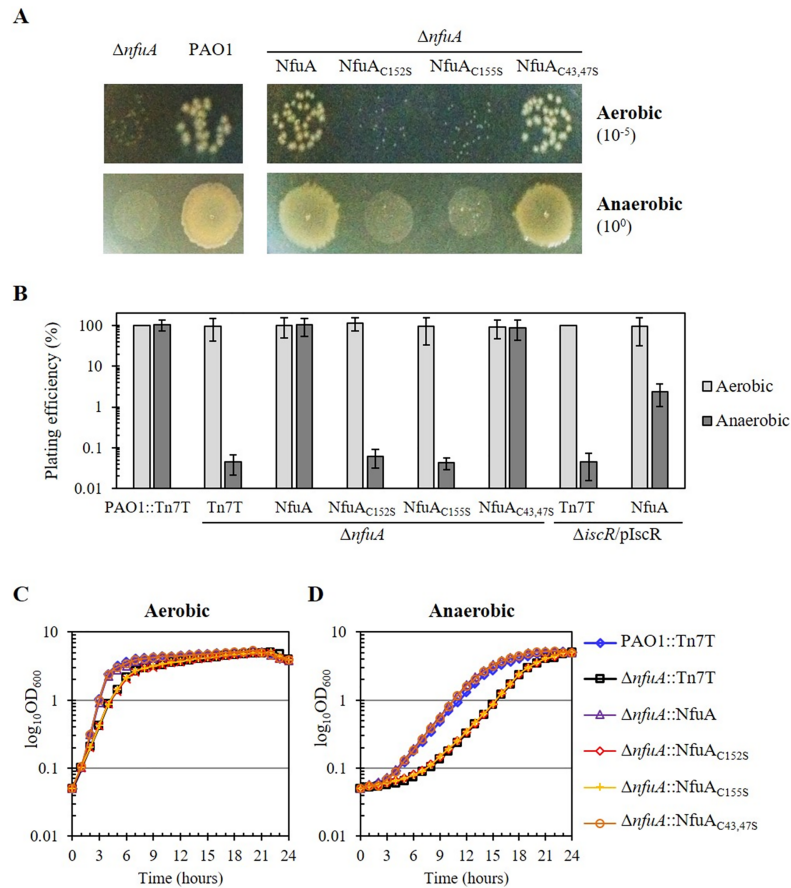 A
ΔnfuA
ΔnfuA PAO1
NfuA NfuAC152S NfuAC155S NfuAC43,47S
Aerobic
(10-5)
Anaerobic
(100)
B
Plating efficiency (%)
100
10
1
0.1
0.01
Aerobic
Anaerobic
PAO1::Tn7T Tn7T NfuA NfuAC152S NfuAC155S NfuAC43,47S Tn7T NfuA
ΔnfuA ΔiscR/pIscR
C Aerobic
log10OD600
10
1
0.1
0.01
0 3 6 9 12 15 18 21 24
Time (hours)
D Anaerobic
log10OD600
10
1
0.1
0.01
0 3 6 9 12 15 18 21 24
Time (hours)
PAO1::Tn7T
ΔnfuA::Tn7T
ΔnfuA::NfuA
ΔnfuA::NfuAC152S
ΔnfuA::NfuAC155S
ΔnfuA::NfuAC43,47S